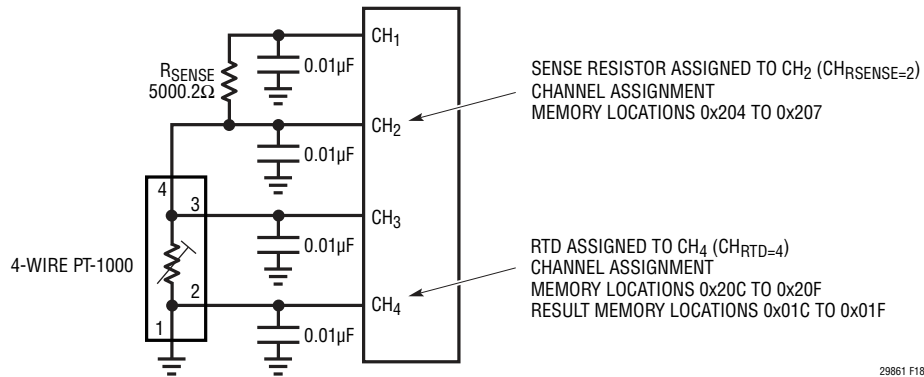 CH1
RSENSE
5000.2Ω
0.01µF
SENSE RESISTOR ASSIGNED TO CH2 (CHRSENSE=2)
CHANNEL ASSIGNMENT
MEMORY LOCATIONS 0x204 TO 0x207
CH2
0.01µF
4
3
CH3
0.01µF
4-WIRE PT-1000
RTD ASSIGNED TO CH4 (CHRTD=4)
CHANNEL ASSIGNMENT
MEMORY LOCATIONS 0x20C TO 0x20F
RESULT MEMORY LOCATIONS 0x01C TO 0x01F
2
CH4
1
0.01µF
29861 F18